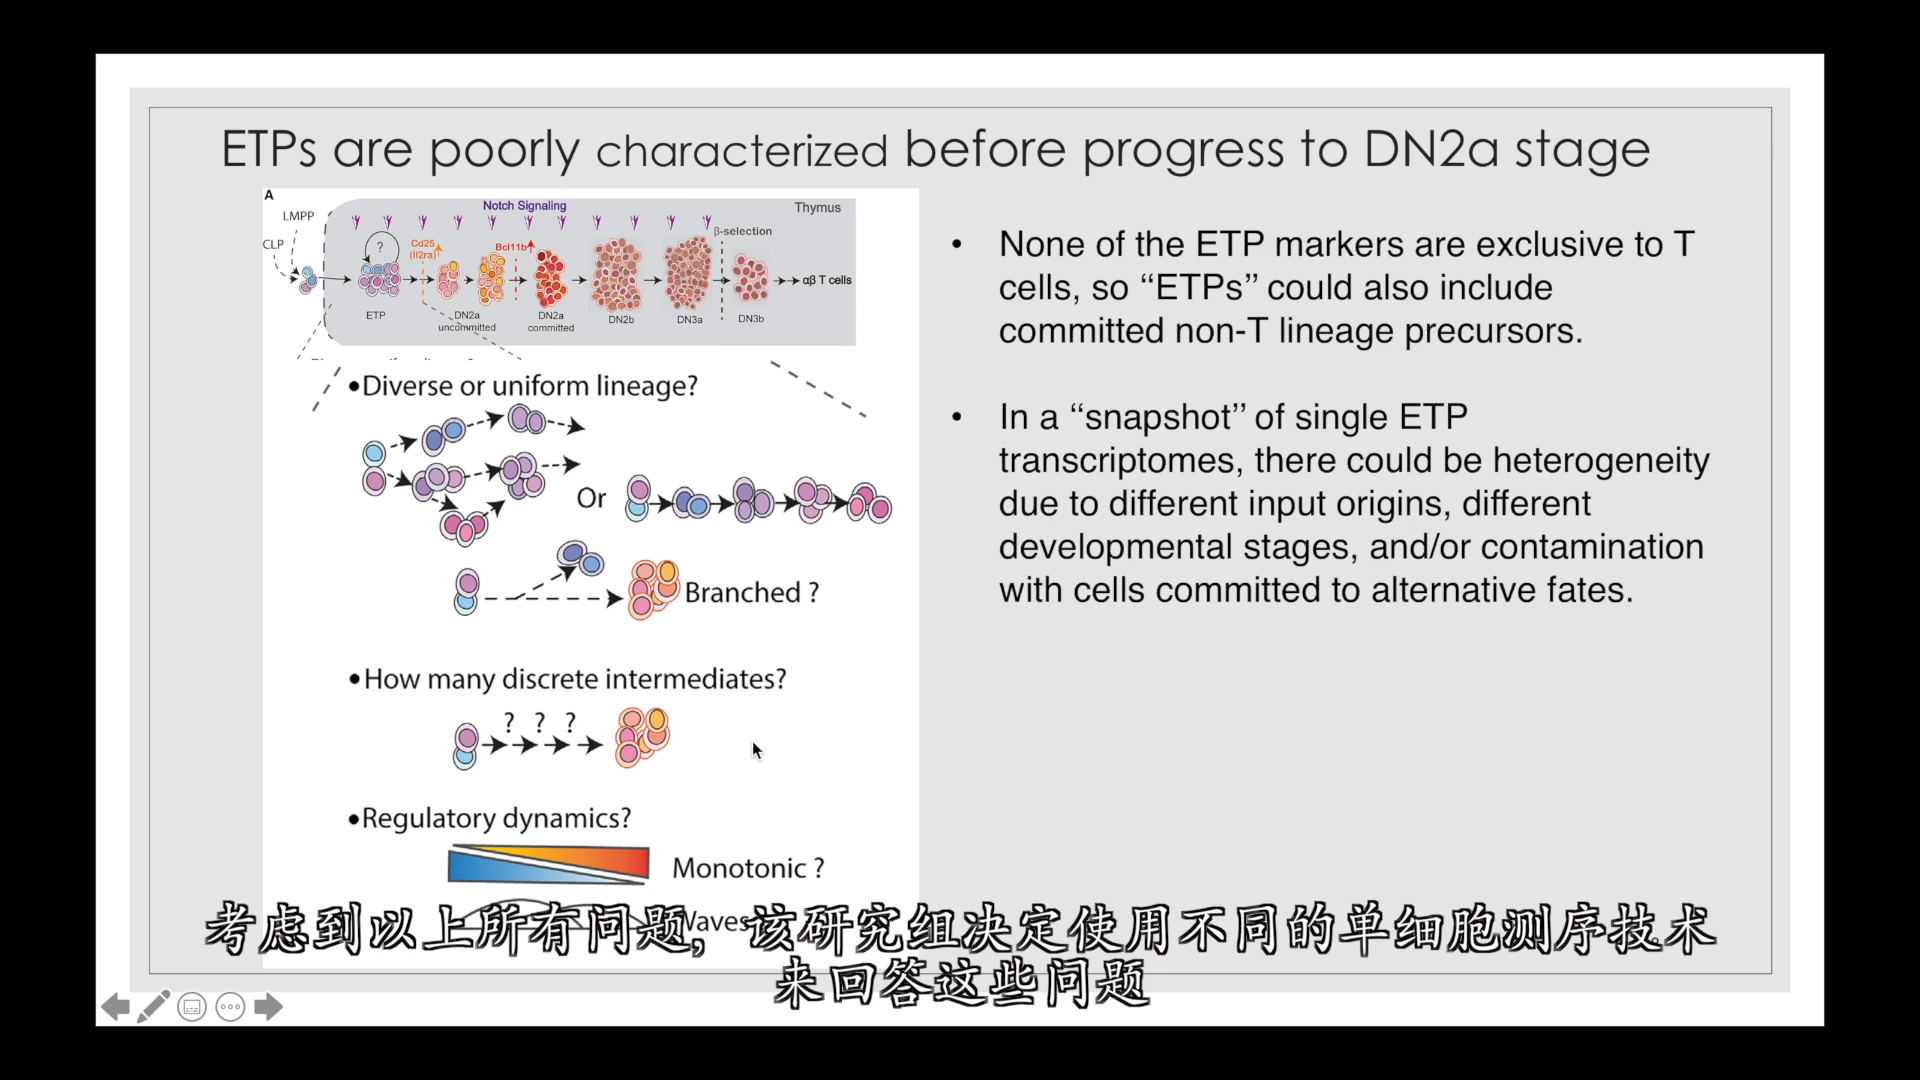 ETPs are poorly characterized before progress to DN2a stage
A
LMPP
CLP
Notch Signaling
Thymus
?
Cd25
(Il2ra)
Bcl11b
β-selection
αβ T cells
ETP
DN2a
uncommitted
DN2a
committed
DN2b
DN3a
DN3b
•Diverse or uniform lineage?
Or
Branched ?
•How many discrete intermediates?
? ? ?
•Regulatory dynamics?
Monotonic ?
Waves
• None of the ETP markers are exclusive to T
cells, so “ETPs” could also include
committed non-T lineage precursors.
• In a “snapshot” of single ETP
transcriptomes, there could be heterogeneity
due to different input origins, different
developmental stages, and/or contamination
with cells committed to alternative fates.
考虑到以上所有问题，该研究组决定使用不同的单细胞测序技术
来回答这些问题